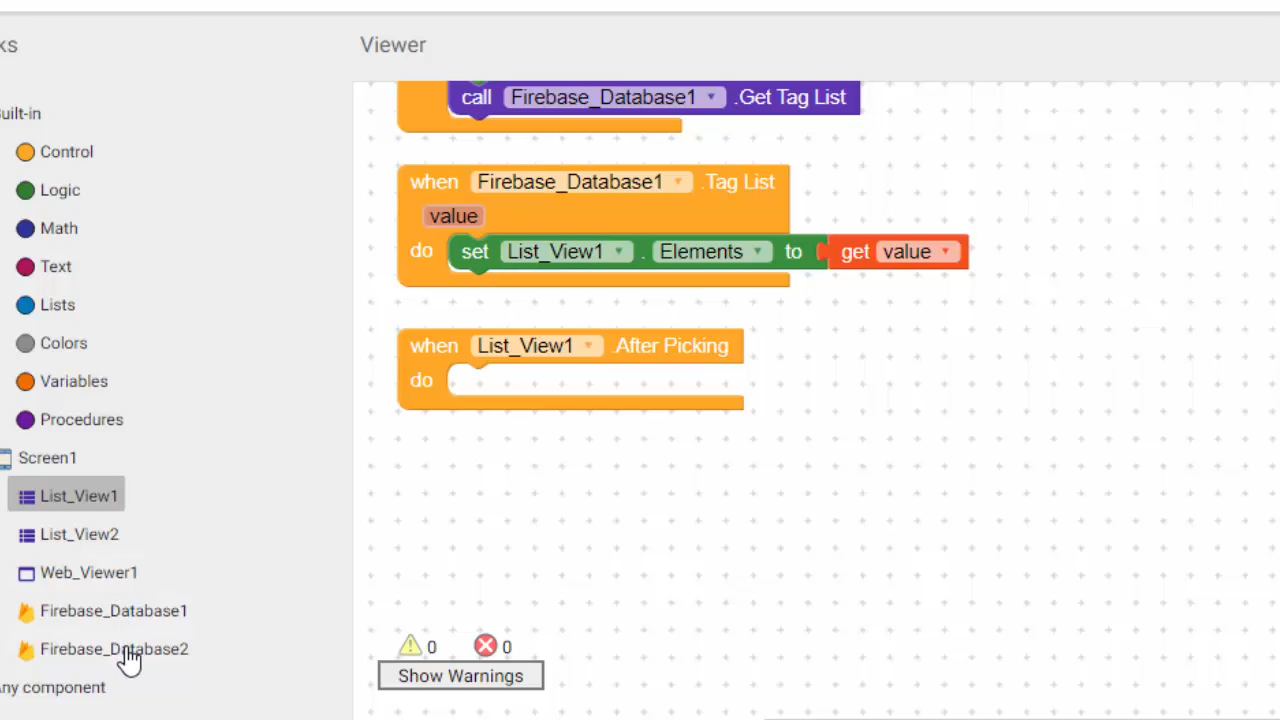 ks
Viewer
Built-in
Control
Logic
Math
Text
Lists
Colors
Variables
Procedures
Screen1
List_View1
List_View2
Web_Viewer1
Firebase_Database1
Firebase_Database2
Any component
call Firebase_Database1 .Get Tag List
when Firebase_Database1 .Tag List
value
do set List_View1 . Elements to get value
when List_View1 .After Picking
do
0 0
Show Warnings